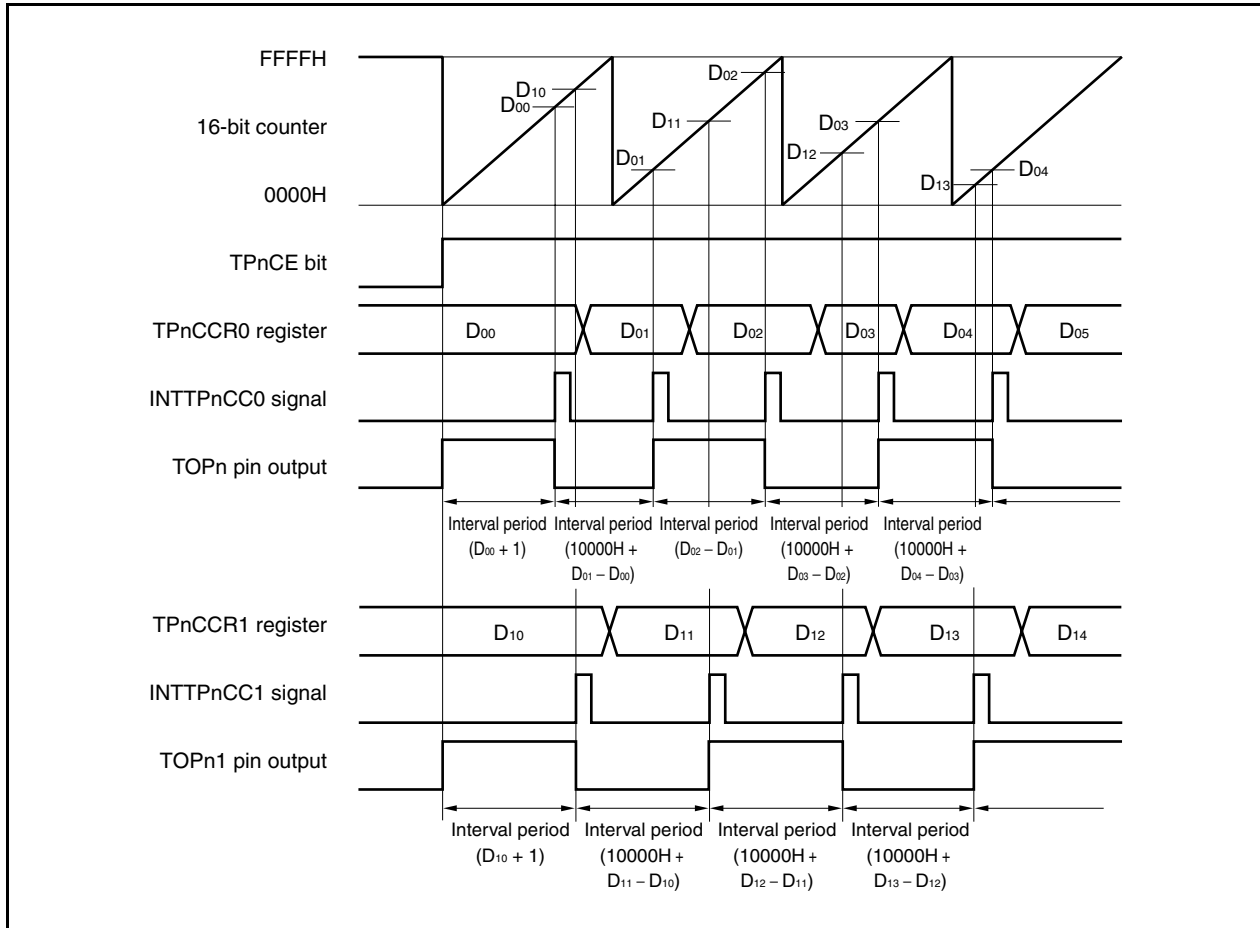 FFFFH
16-bit counter
0000H
D10
D00
D01
D11
D02
D12
D03
D13
D04
TPnCE bit
TPnCCR0 register
D00
D01
D02
D03
D04
D05
INTTPnCC0 signal
TOPn pin output
Interval period
(D00 + 1)
Interval period
(10000H +
D01 – D00)
Interval period
(D02 – D01)
Interval period
(10000H +
D03 – D02)
Interval period
(10000H +
D04 – D03)
TPnCCR1 register
D10
D11
D12
D13
D14
INTTPnCC1 signal
TOPn1 pin output
Interval period
(D10 + 1)
Interval period
(10000H +
D11 – D10)
Interval period
(10000H +
D12 – D11)
Interval period
(10000H +
D13 – D12)